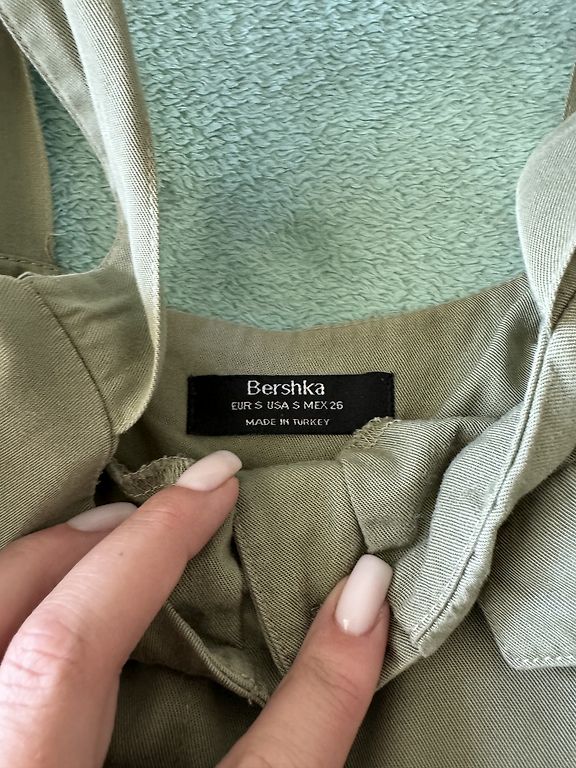 Bershka
EUR S USA S MEX 26
MADE IN TURKEY